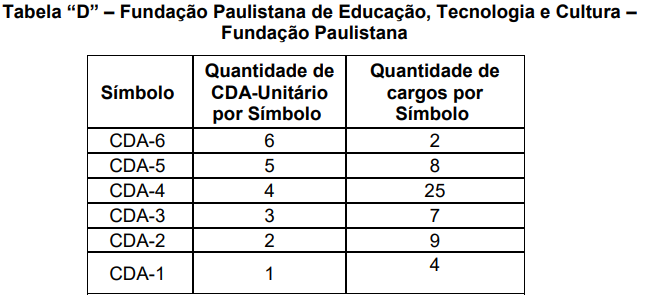 Tabela “D” – Fundação Paulistana de Educação, Tecnologia e Cultura –
Fundação Paulistana
Símbolo Quantidade de CDA-Unitário por Símbolo Quantidade de cargos por Símbolo
CDA-6 6 2
CDA-5 5 8
CDA-4 4 25
CDA-3 3 7
CDA-2 2 9
CDA-1 1 4